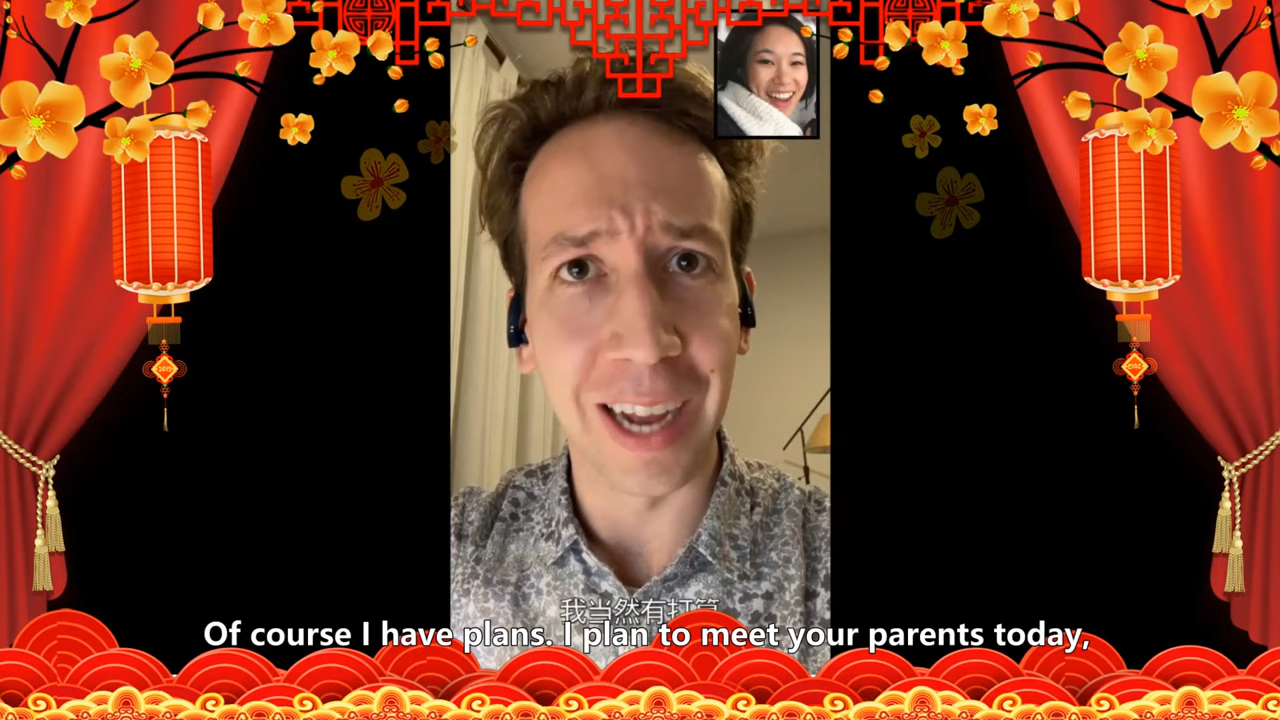 我当然有打算
Of course I have plans. I plan to meet your parents today,